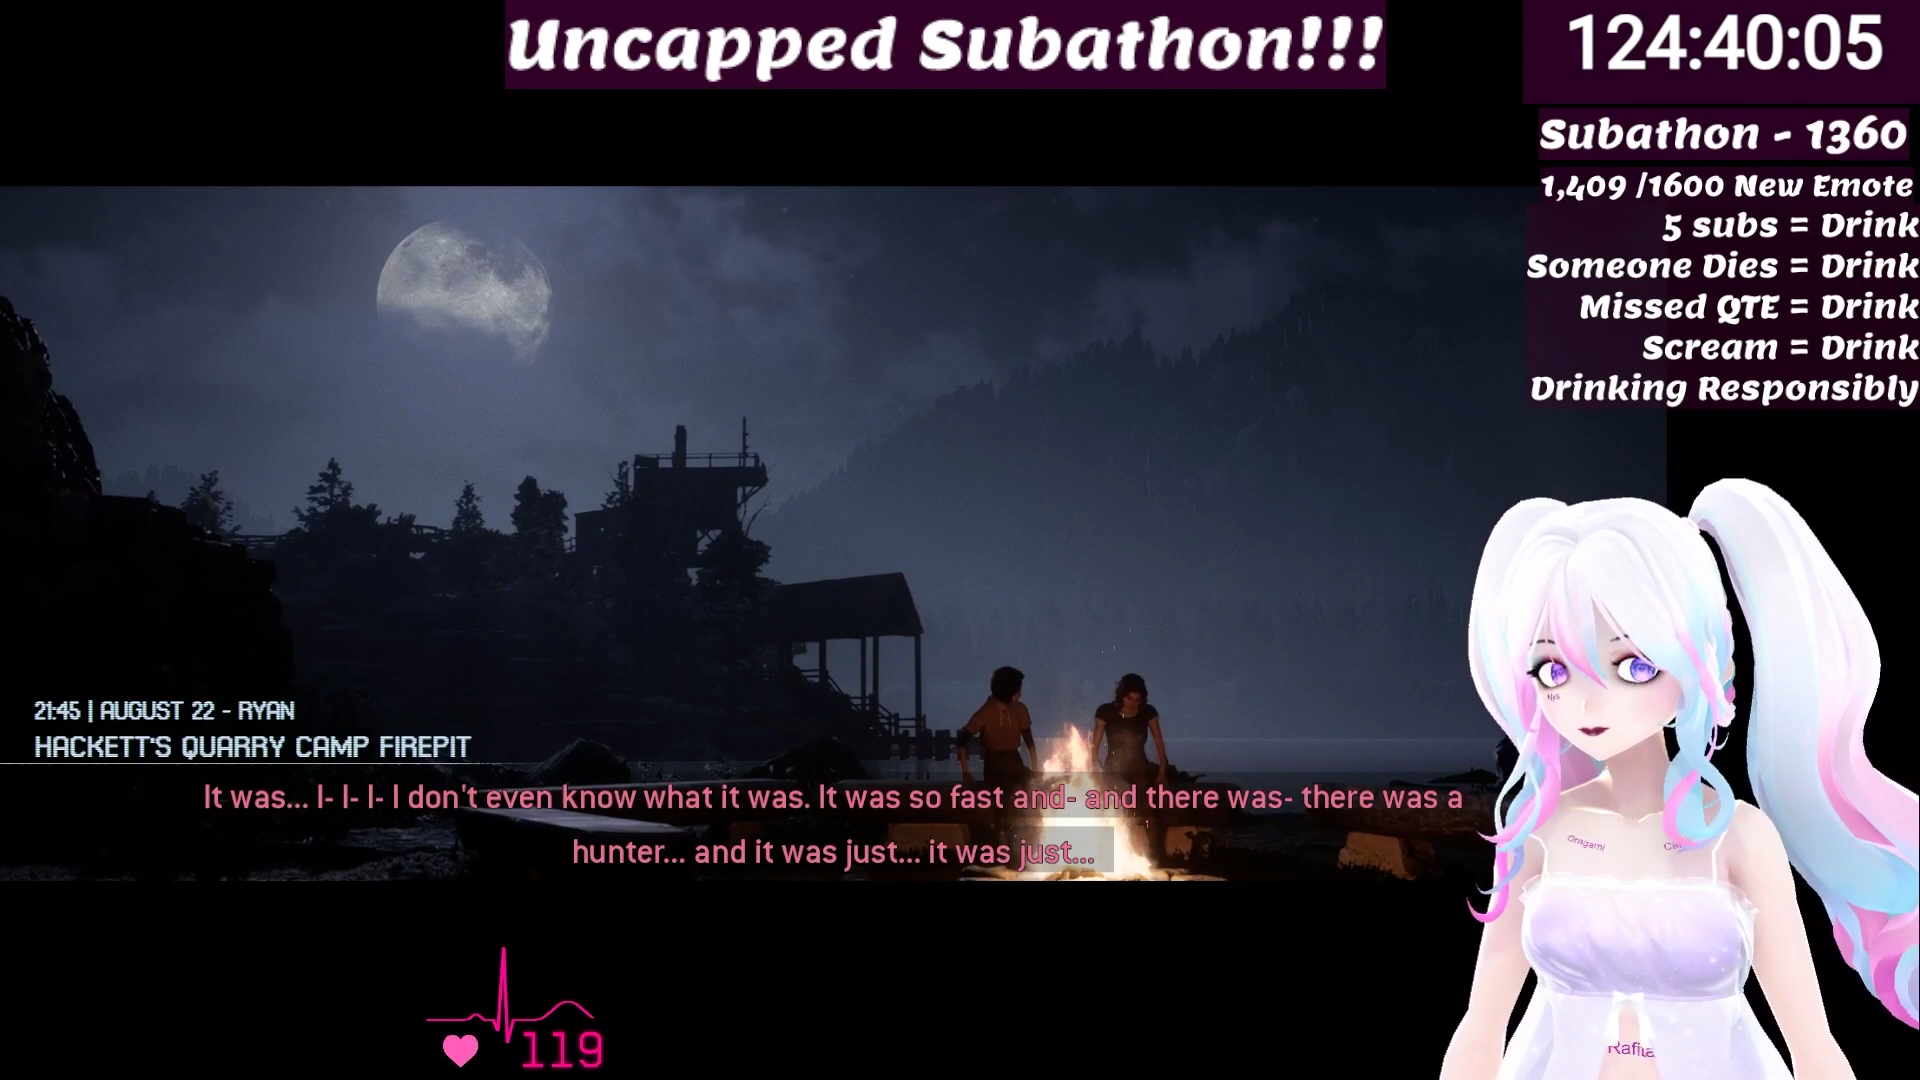 Uncapped Subathon!!!
124:40:05
Subathon - 1360
1,409 /1600 New Emote
5 subs = Drink
Someone Dies = Drink
Missed QTE = Drink
Scream = Drink
Drinking Responsibly
21:45 | AUGUST 22 - RYAN
HACKETT'S QUARRY CAMP FIREPIT
It was... I- I- I- I don't even know what it was. It was so fast and- and there was- there was a
hunter... and it was just... it was just...
119
Oragami
Rafita